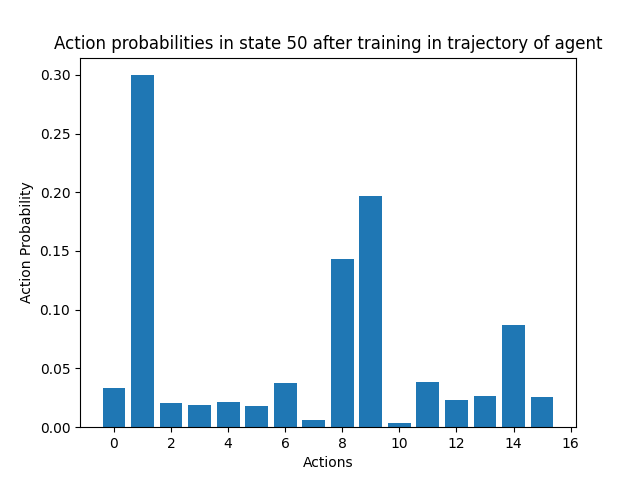 Action probabilities in state 50 after training in trajectory of agent
0.30
0.25
0.20
0.15
0.10
0.05
0.00
Action Probability
0 2 4 6 8 10 12 14 16
Actions